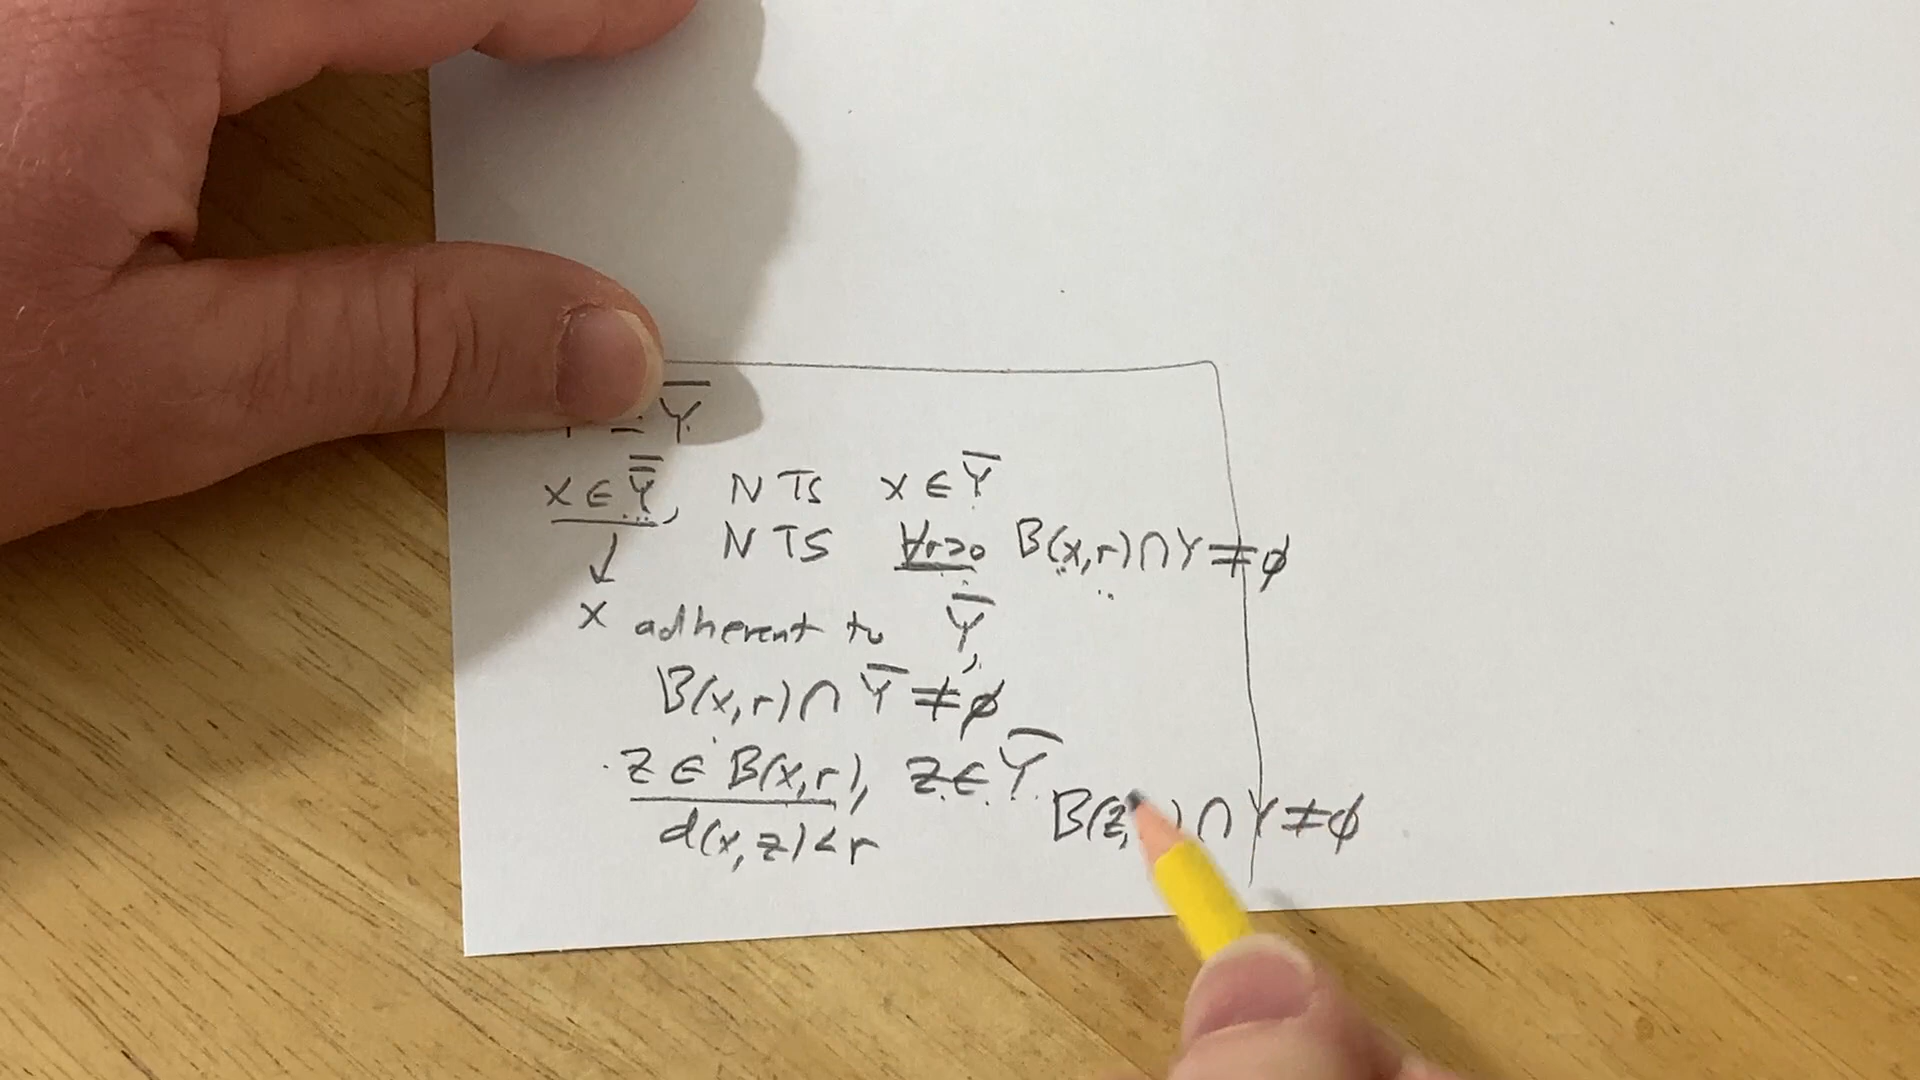 Y̅
x ∈ Y̿, NTS x ∈ Y̅
NTS ∀r>0 B(x,r) ∩ Y ≠ ∅
↓
x adherent to Y̅,
B(x,r) ∩ Y̅ ≠ ∅
z ∈ B(x,r), z ∈ Y̅
B(z, ) ∩ Y ≠ ∅
d(x,z) < r